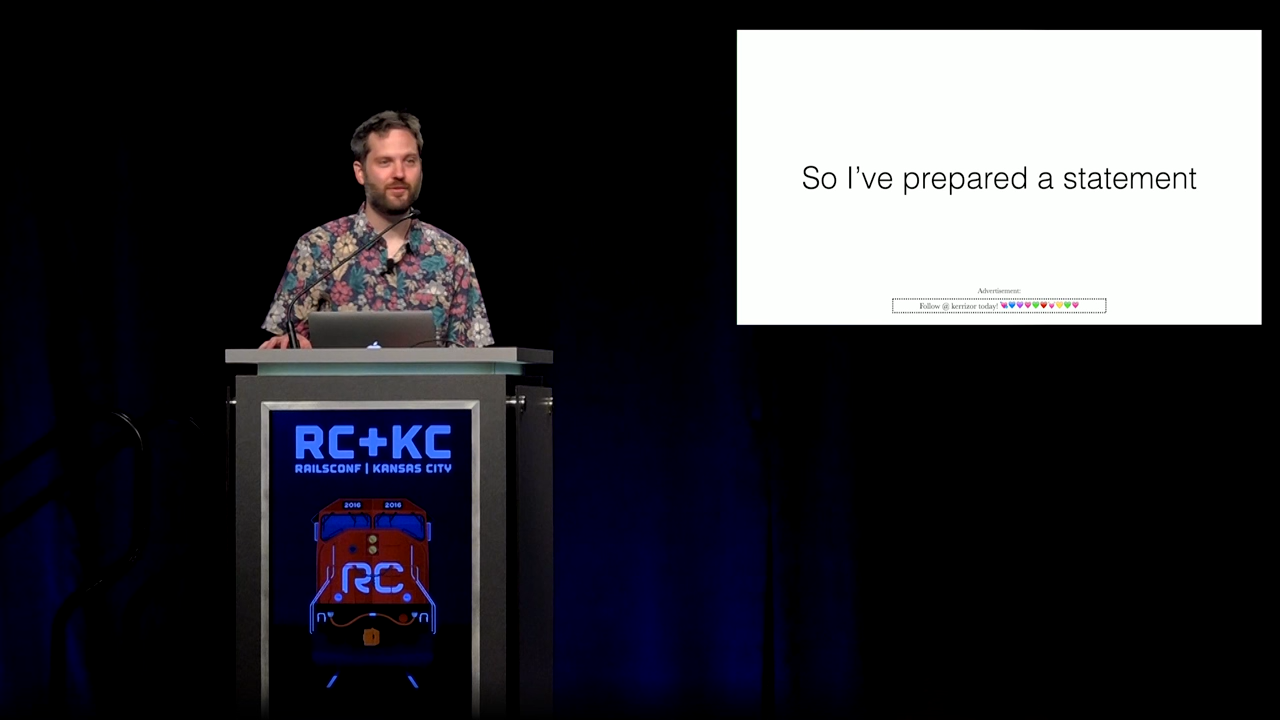 So I’ve prepared a statement
Advertisement:
Follow @ kerrizor today! 💘💙💜💗💚❤️💕💛💚💗
RC+KC
RAILSCONF | KANSAS CITY
2016 2016
RC